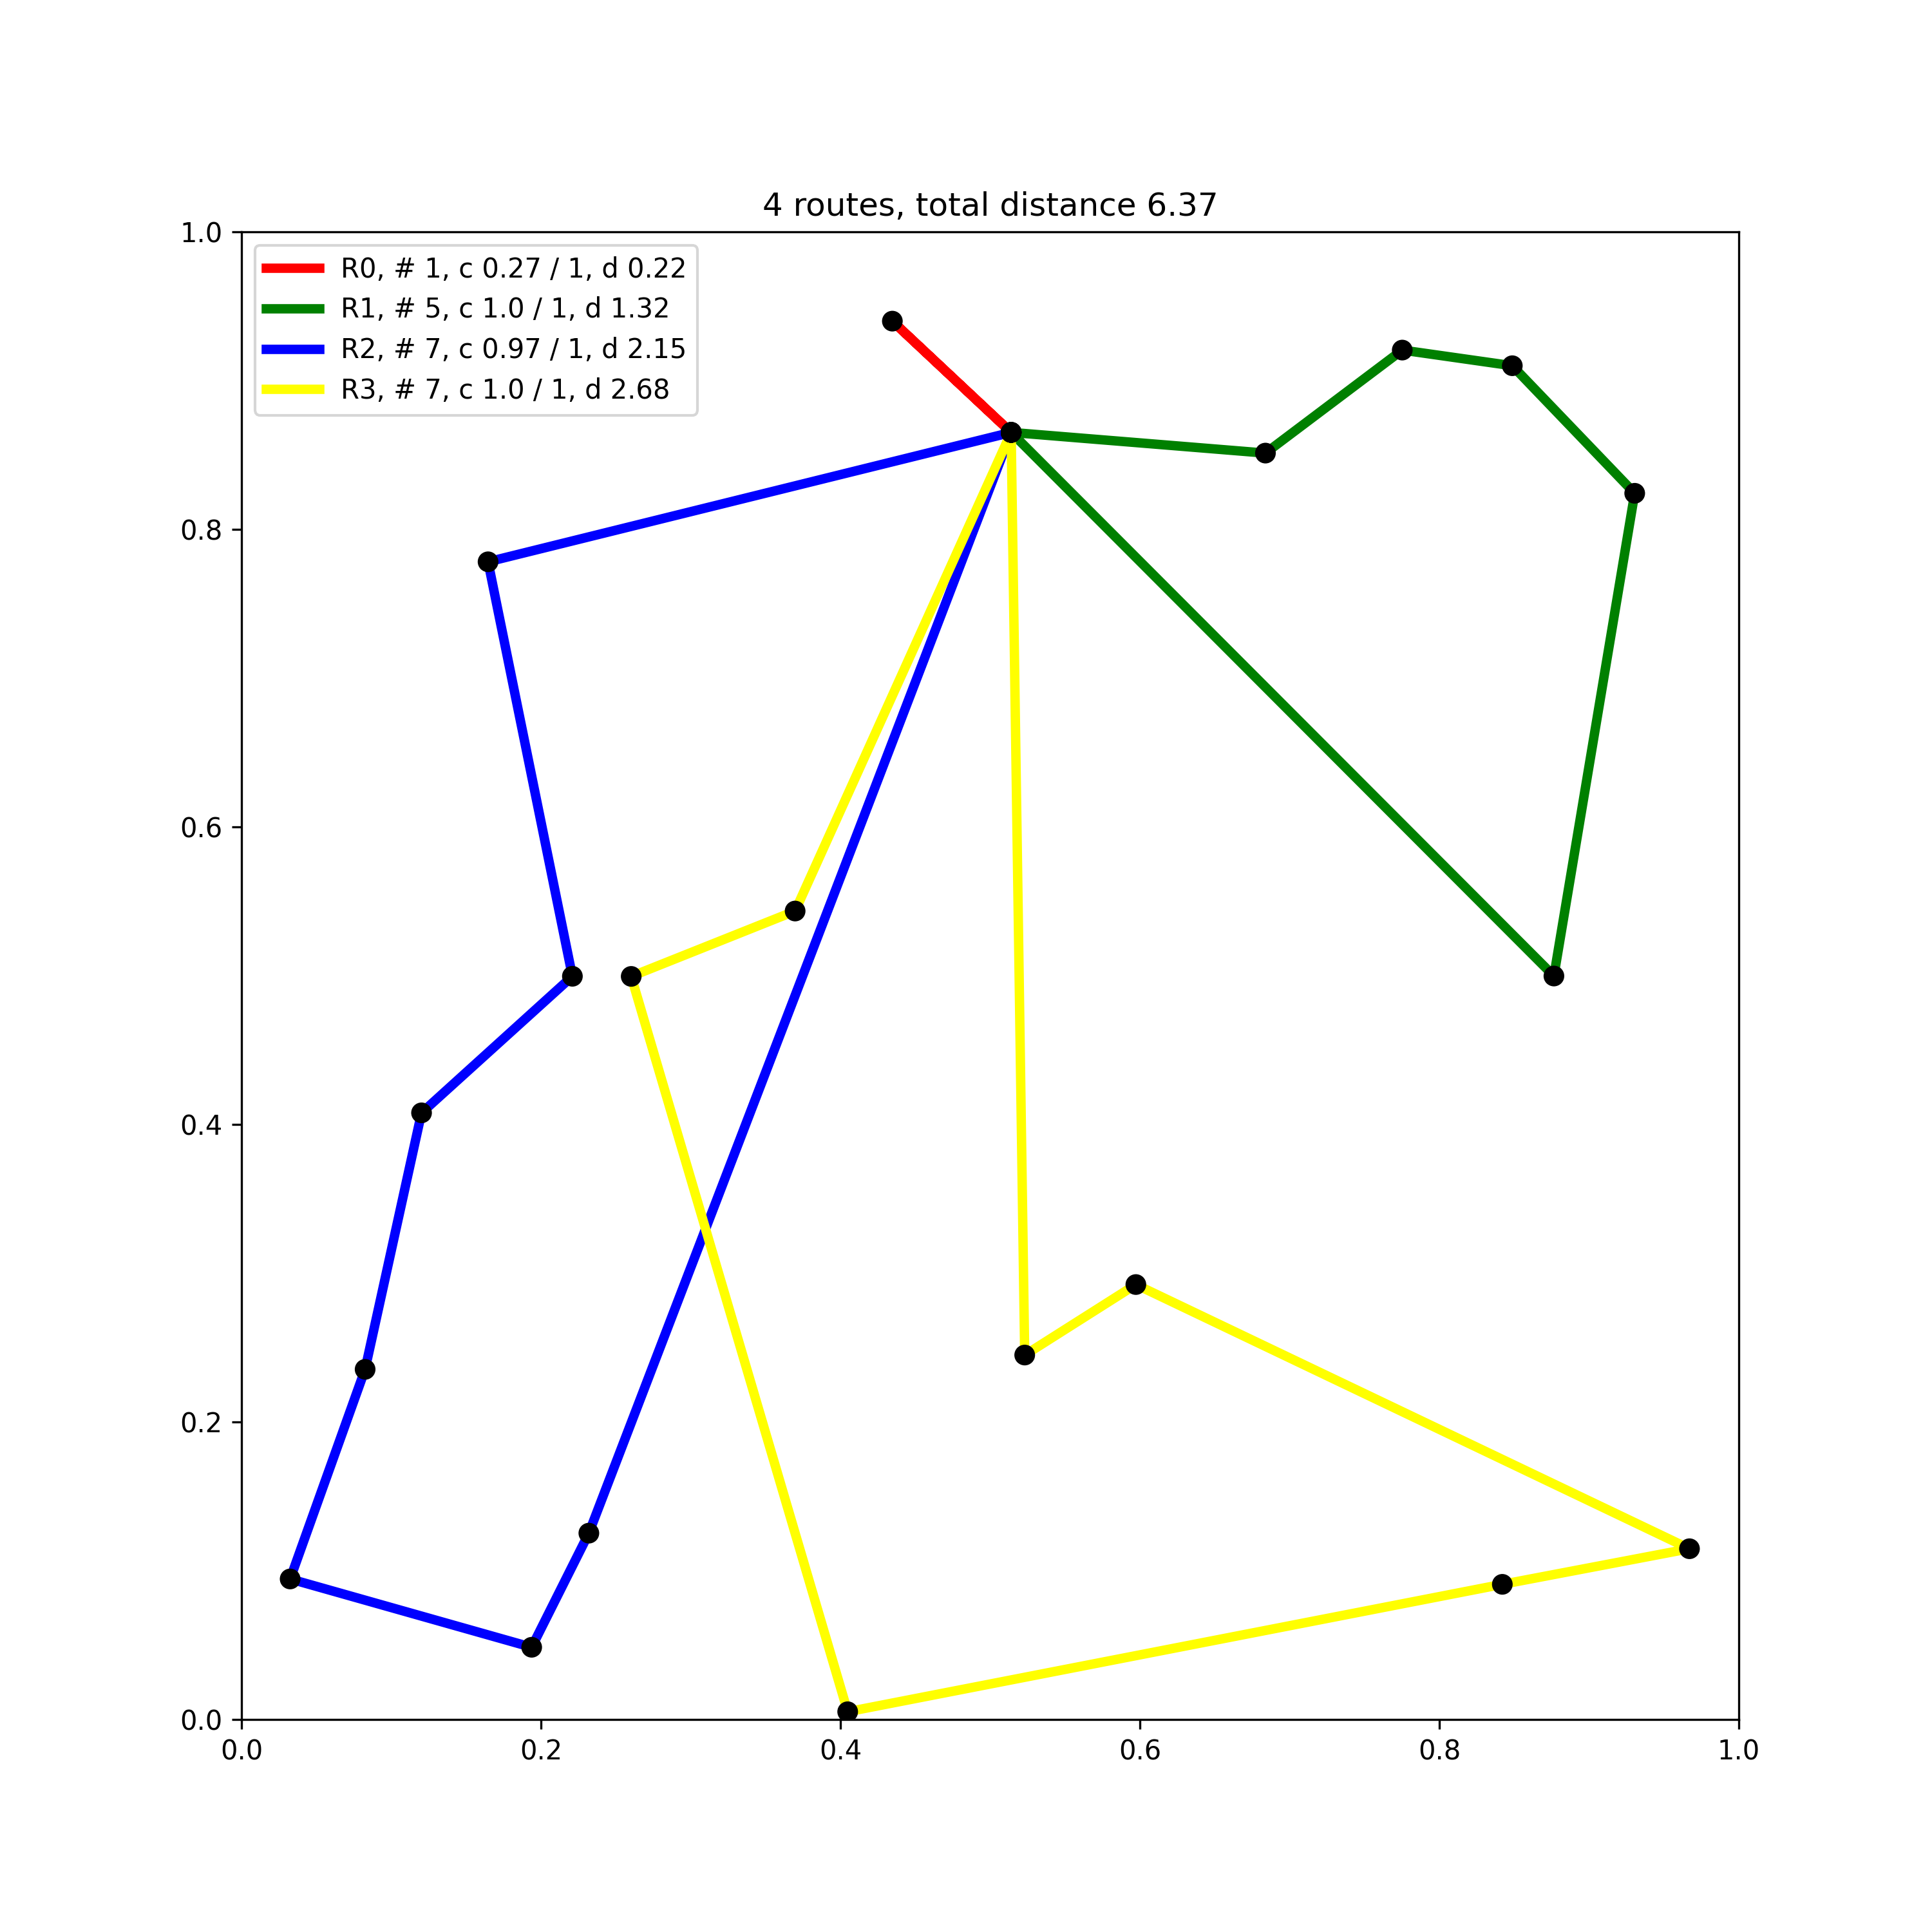 4 routes, total distance 6.37
1.0
R0, # 1, c 0.27 / 1, d 0.22
R1, # 5, c 1.0 / 1, d 1.32
R2, # 7, c 0.97 / 1, d 2.15
R3, # 7, c 1.0 / 1, d 2.68
0.8
0.6
0.4
0.2
0.0
0.0 0.2 0.4 0.6 0.8 1.0